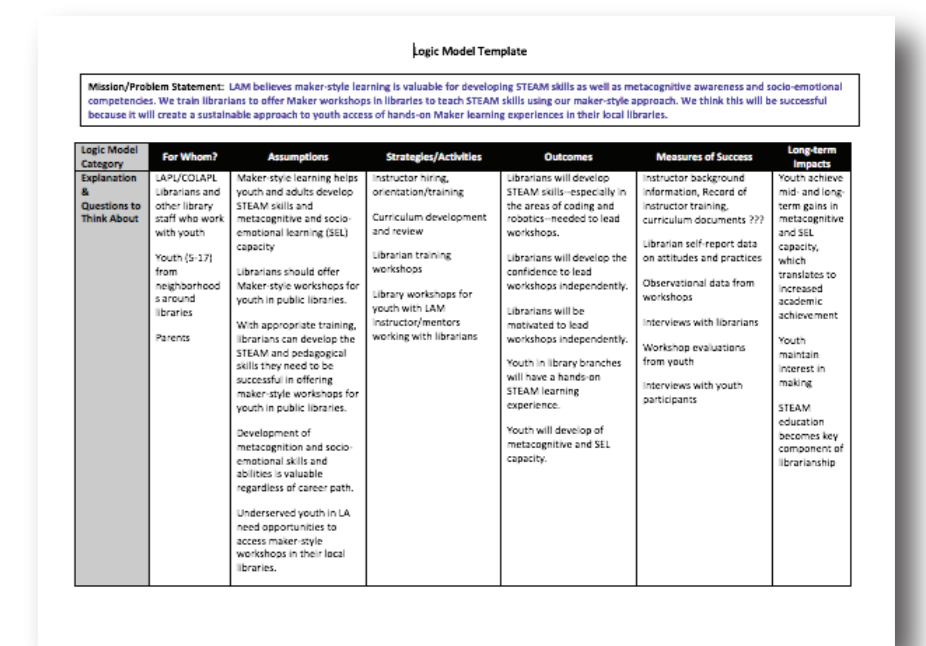 Logic Model Template
Mission/Problem Statement: LAM believes maker-style learning is valuable for developing STEAM skills as well as metacognitive awareness and socio-emotional
competencies. We train librarians to offer Maker workshops in libraries to teach STEAM skills using our maker-style approach. We think this will be successful
because it will create a sustainable approach to youth access of hands-on Maker learning experiences in their local libraries.
Logic Model
Category
For Whom?
Assumptions
Strategies/Activities
Outcomes
Measures of Success
Long-term
Impacts
Explanation
&
Questions to
Think About
LAPL/COLAPL
Librarians and
other library
staff who work
with youth
Youth (5-17)
from
neighborhood
s around
libraries
Parents
Maker-style learning helps
youth and adults develop
STEAM skills and
metacognitive and socio-
emotional learning (SEL)
capacity
Librarians should offer
Maker-style workshops for
youth in public libraries.
With appropriate training,
librarians can develop the
STEAM and pedagogical
skills they need to be
successful in offering
maker-style workshops for
youth in public libraries.
Development of
metacognition and socio-
emotional skills and
abilities is valuable
regardless of career path.
Underserved youth in LA
need opportunities to
access maker-style
workshops in their local
libraries.
Instructor hiring,
orientation/training
Curriculum development
and review
Librarian training
workshops
Library workshops for
youth with LAM
instructor/mentors
working with librarians
Librarians will develop
STEAM skills--especially in
the areas of coding and
robotics--needed to lead
workshops.
Librarians will develop the
confidence to lead
workshops independently.
Librarians will be
motivated to lead
workshops independently.
Youth in library branches
will have a hands-on
STEAM learning
experience.
Youth will develop of
metacognitive and SEL
capacity.
Instructor background
information, Record of
instructor training,
curriculum documents ???
Librarian self-report data
on attitudes and practices
Observational data from
workshops
Interviews with librarians
Workshop evaluations
from youth
Interviews with youth
participants
Youth achieve
mid- and long-
term gains in
metacognitive
and SEL
capacity,
which
translates to
increased
academic
achievement
Youth
maintain
interest in
making
STEAM
education
becomes key
component of
librarianship